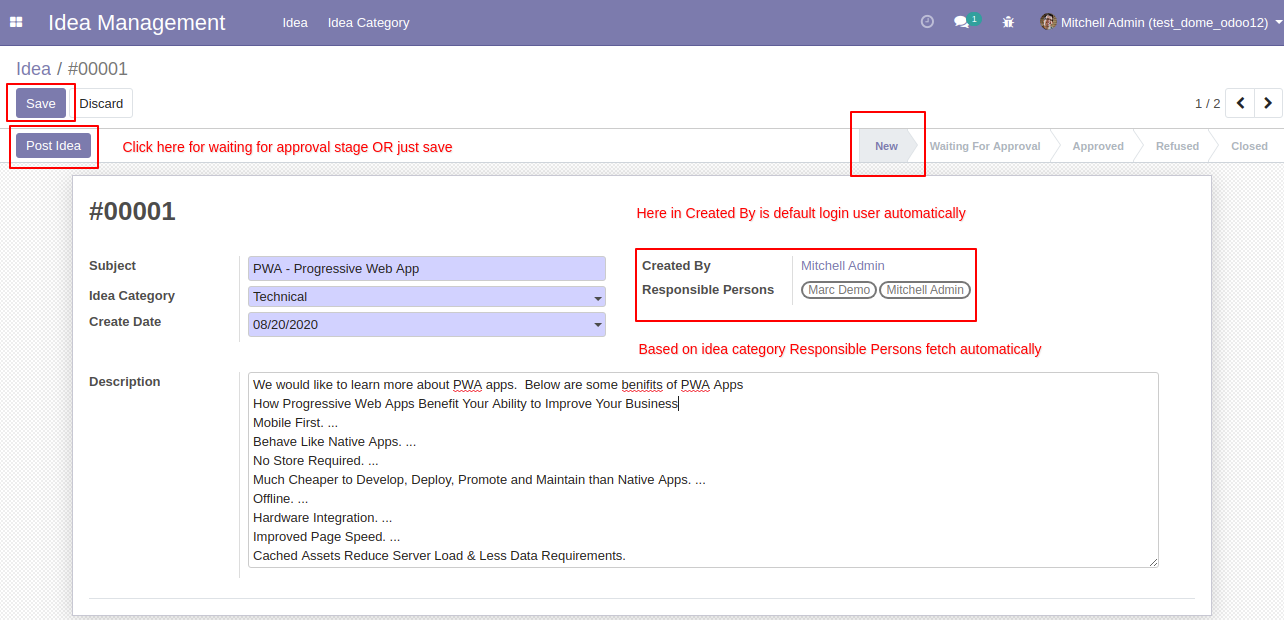 Idea Management Idea Idea Category 1 Mitchell Admin (test_dome_odoo12)
Idea / #00001
Save Discard 1 / 2
Post Idea Click here for waiting for approval stage OR just save New Waiting For Approval Approved Refused Closed
#00001
Here in Created By is default login user automatically
Subject PWA - Progressive Web App
Idea Category Technical
Create Date 08/20/2020
Created By Mitchell Admin
Responsible Persons Marc Demo Mitchell Admin
Based on idea category Responsible Persons fetch automatically
Description
We would like to learn more about PWA apps.  Below are some benifits of PWA Apps
How Progressive Web Apps Benefit Your Ability to Improve Your Business
Mobile First. ...
Behave Like Native Apps. ...
No Store Required. ...
Much Cheaper to Develop, Deploy, Promote and Maintain than Native Apps. ...
Offline. ...
Hardware Integration. ...
Improved Page Speed. ...
Cached Assets Reduce Server Load & Less Data Requirements.